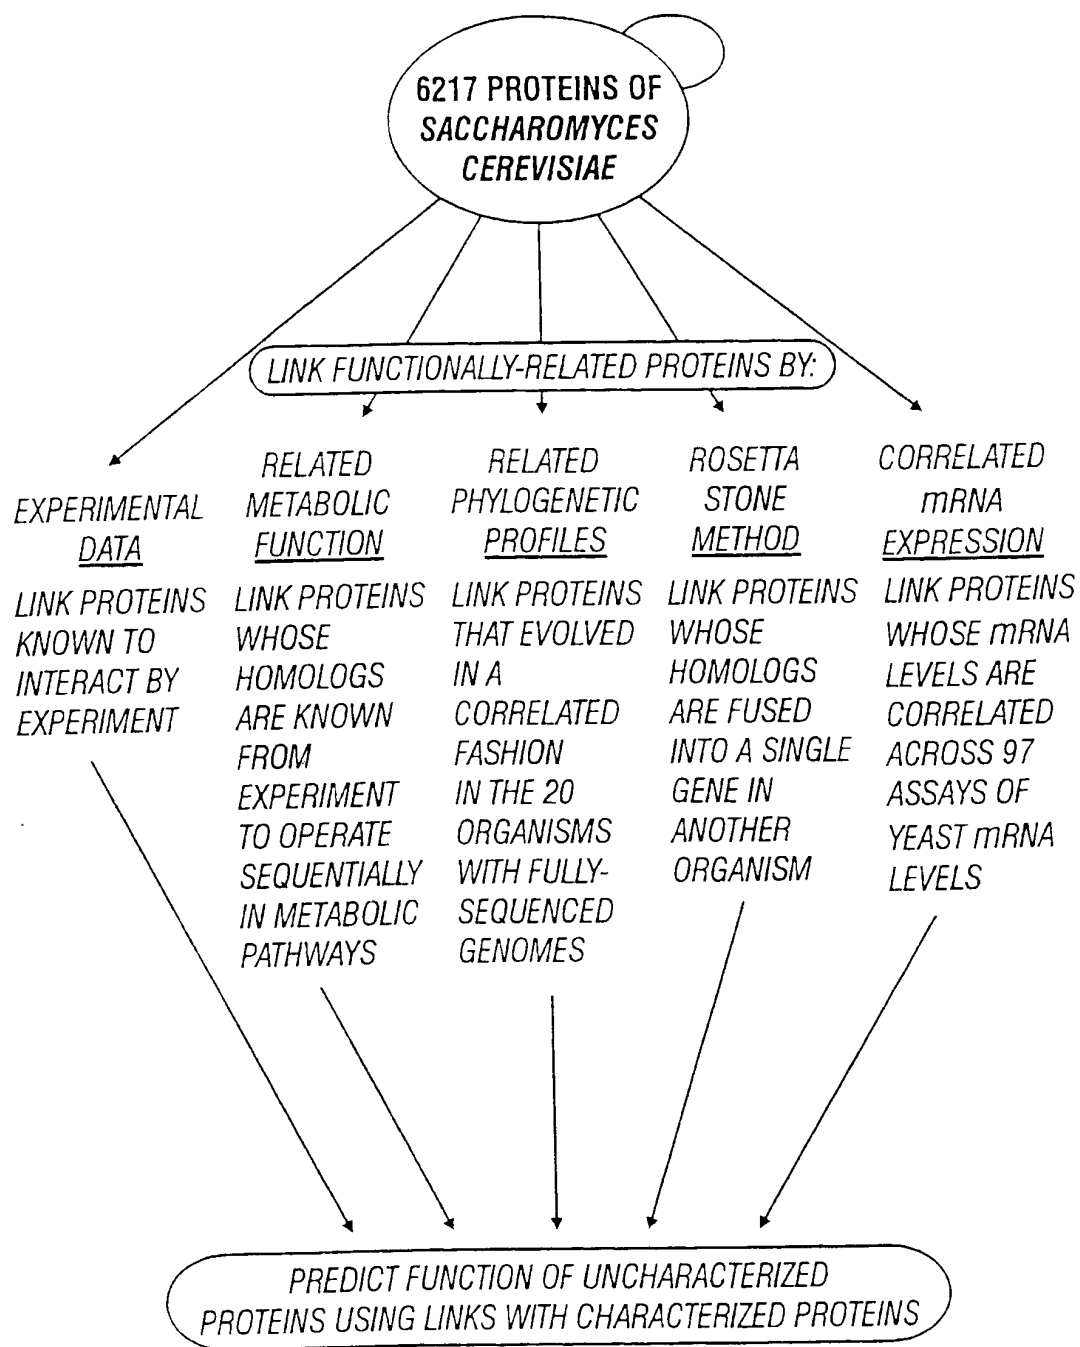 6217 PROTEINS OF
SACCHAROMYCES
CEREVISIAE
LINK FUNCTIONALLY-RELATED PROTEINS BY:
EXPERIMENTAL
DATA
LINK PROTEINS
KNOWN TO
INTERACT BY
EXPERIMENT
RELATED
METABOLIC
FUNCTION
LINK PROTEINS
WHOSE
HOMOLOGS
ARE KNOWN
FROM
EXPERIMENT
TO OPERATE
SEQUENTIALLY
IN METABOLIC
PATHWAYS
RELATED
PHYLOGENETIC
PROFILES
LINK PROTEINS
THAT EVOLVED
IN A
CORRELATED
FASHION
IN THE 20
ORGANISMS
WITH FULLY-
SEQUENCED
GENOMES
ROSETTA
STONE
METHOD
LINK PROTEINS
WHOSE
HOMOLOGS
ARE FUSED
INTO A SINGLE
GENE IN
ANOTHER
ORGANISM
CORRELATED
mRNA
EXPRESSION
LINK PROTEINS
WHOSE mRNA
LEVELS ARE
CORRELATED
ACROSS 97
ASSAYS OF
YEAST mRNA
LEVELS
PREDICT FUNCTION OF UNCHARACTERIZED
PROTEINS USING LINKS WITH CHARACTERIZED PROTEINS